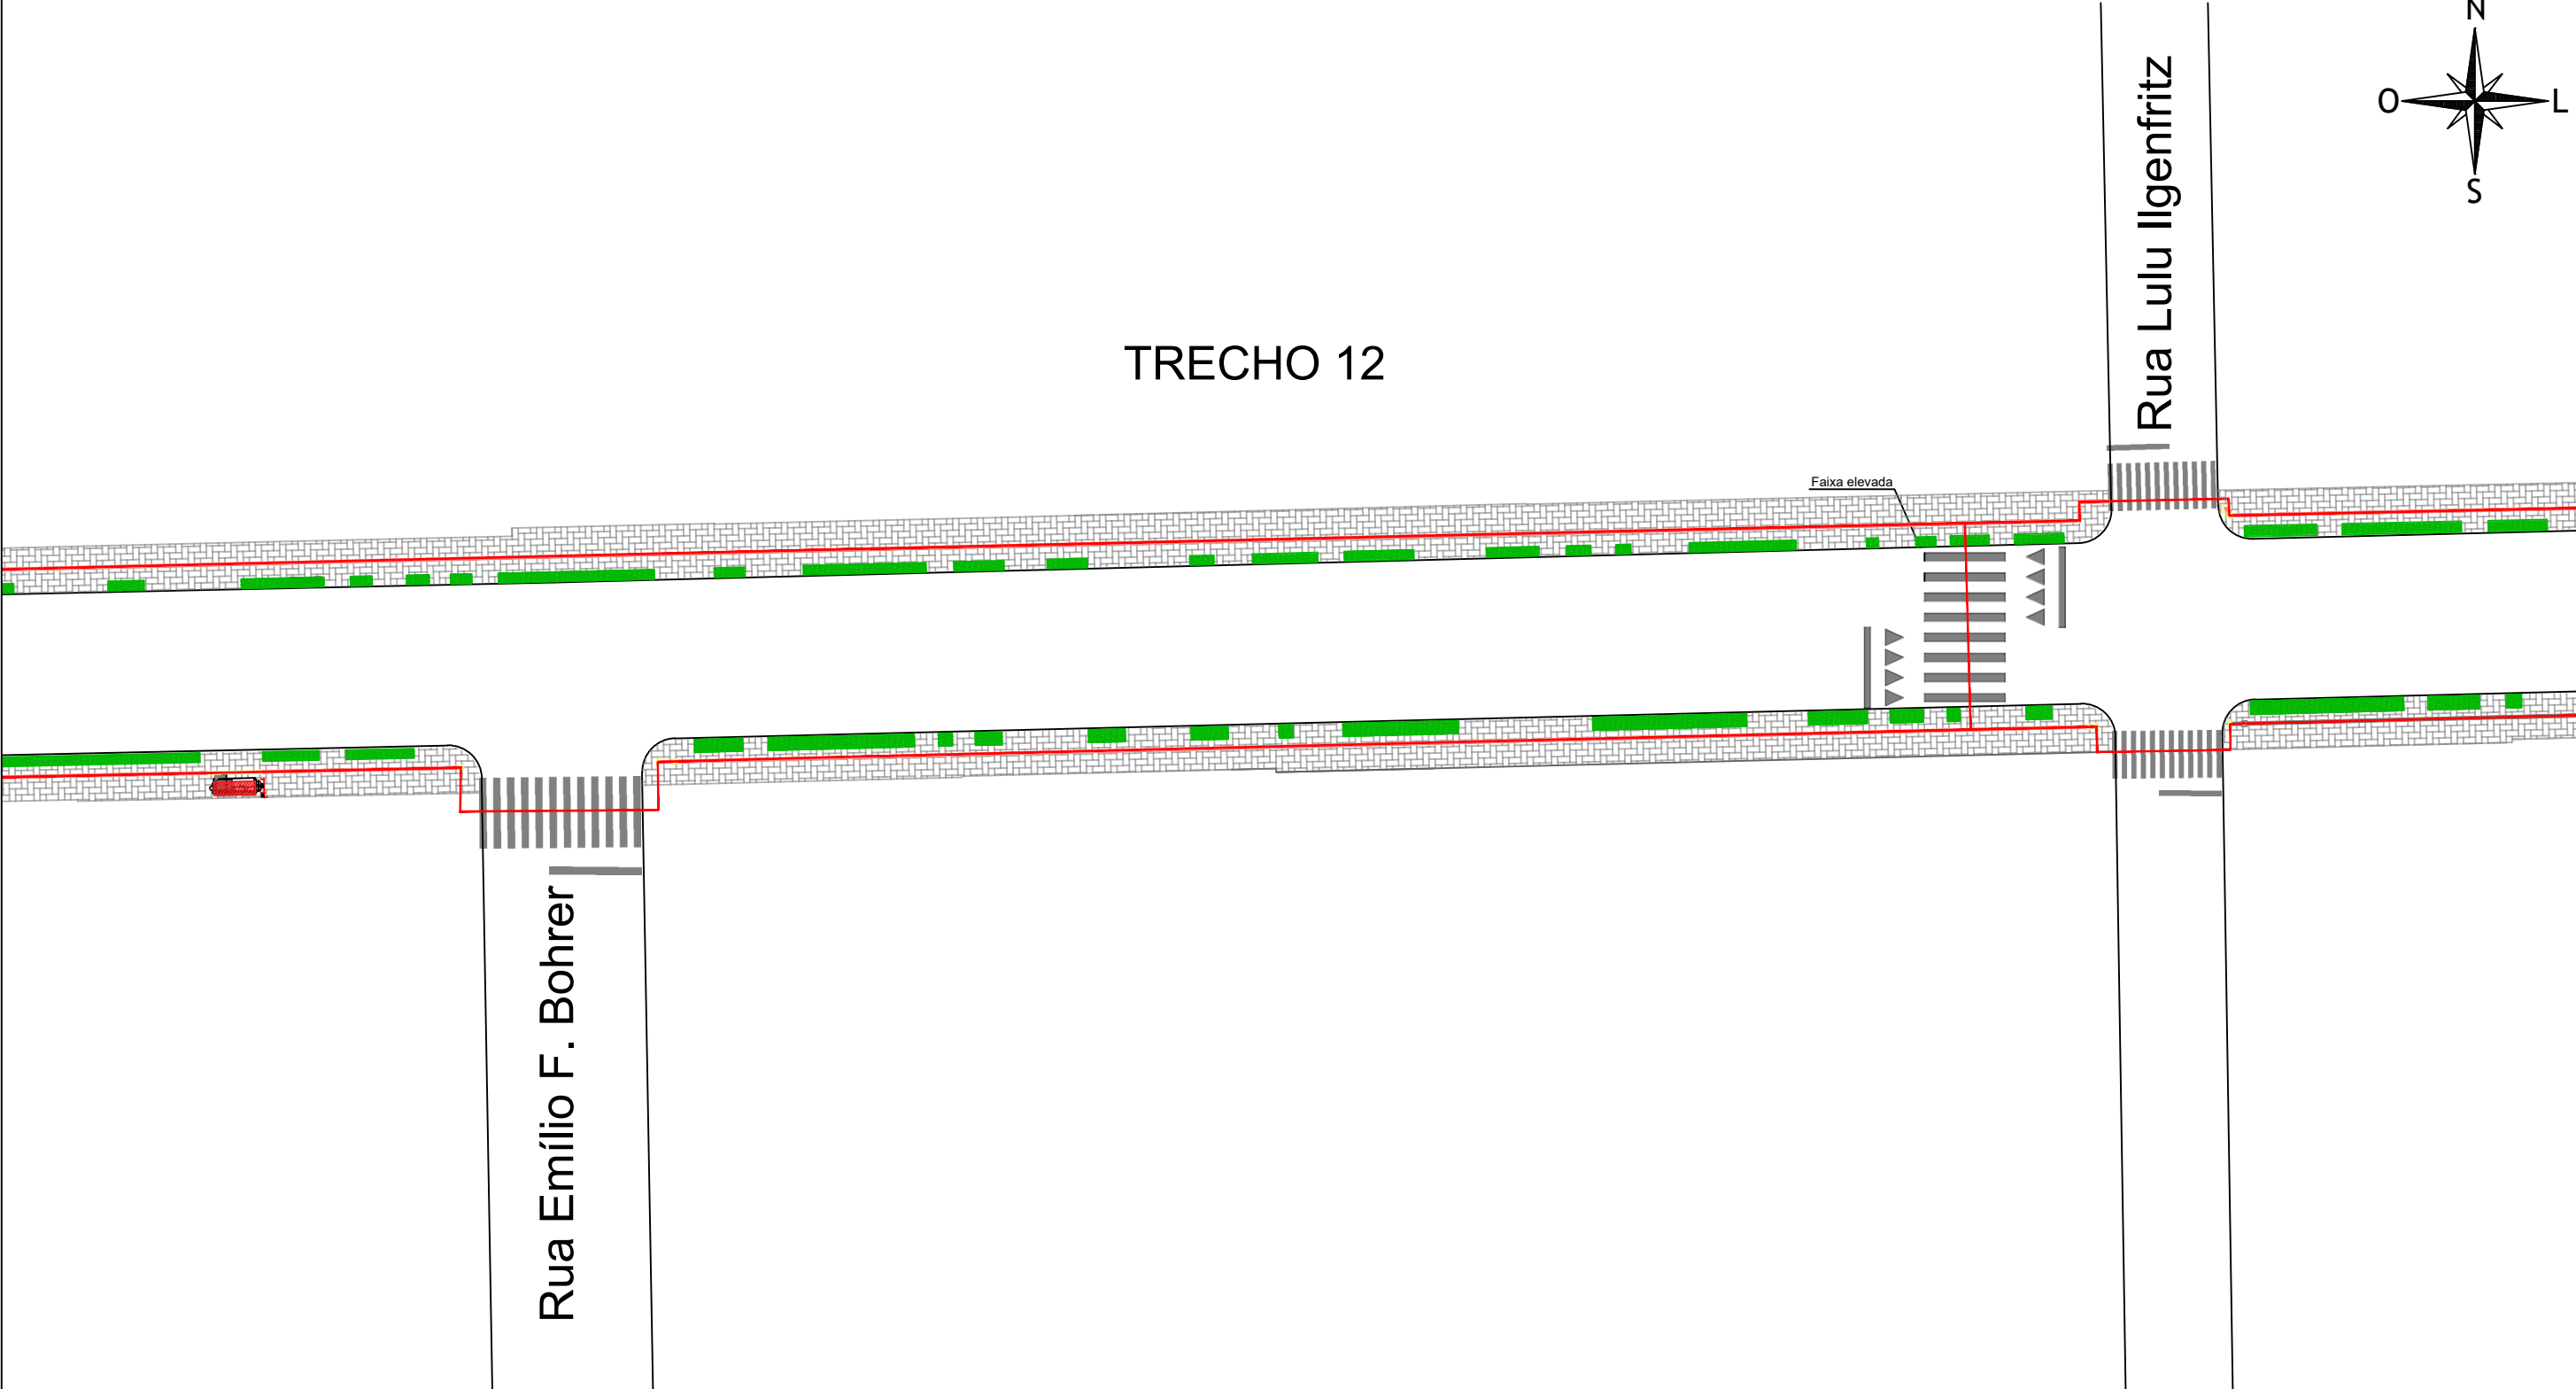 N
O
L
S
Rua Lulu Ilgenfritz
TRECHO 12
Faixa elevada
Rua Emílio F. Bohrer